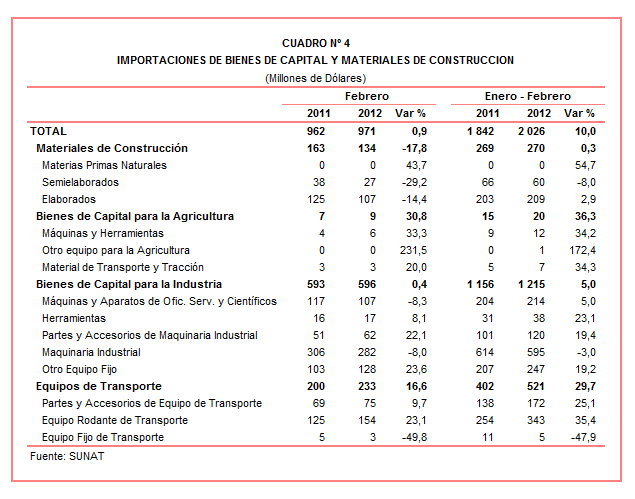 CUADRO Nº 4
IMPORTACIONES DE BIENES DE CAPITAL Y MATERIALES DE CONSTRUCCION
(Millones de Dólares)
Febrero Enero - Febrero
2011 2012 Var % 2011 2012 Var %
TOTAL 962 971 0,9 1 842 2 026 10,0
Materiales de Construcción 163 134 -17,8 269 270 0,3
Materias Primas Naturales 0 0 43,7 0 0 54,7
Semielaborados 38 27 -29,2 66 60 -8,0
Elaborados 125 107 -14,4 203 209 2,9
Bienes de Capital para la Agricultura 7 9 30,8 15 20 36,3
Máquinas y Herramientas 4 6 33,3 9 12 34,2
Otro equipo para la Agricultura 0 0 231,5 0 1 172,4
Material de Transporte y Tracción 3 3 20,0 5 7 34,3
Bienes de Capital para la Industria 593 596 0,4 1 156 1 215 5,0
Máquinas y Aparatos de Ofic. Serv. y Científicos 117 107 -8,3 204 214 5,0
Herramientas 16 17 8,1 31 38 23,1
Partes y Accesorios de Maquinaria Industrial 51 62 22,1 101 120 19,4
Maquinaria Industrial 306 282 -8,0 614 595 -3,0
Otro Equipo Fijo 103 128 23,6 207 247 19,2
Equipos de Transporte 200 233 16,6 402 521 29,7
Partes y Accesorios de Equipo de Transporte 69 75 9,7 138 172 25,1
Equipo Rodante de Transporte 125 154 23,1 254 343 35,4
Equipo Fijo de Transporte 5 3 -49,8 11 5 -47,9
Fuente: SUNAT